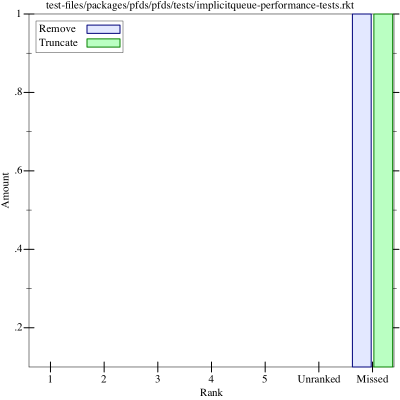 test-files/packages/pfds/pfds/tests/implicitqueue-performance-tests.rkt
1
Remove
Truncate
.8
.6
Amount
.4
.2
1 2 3 4 5 Unranked Missed
Rank